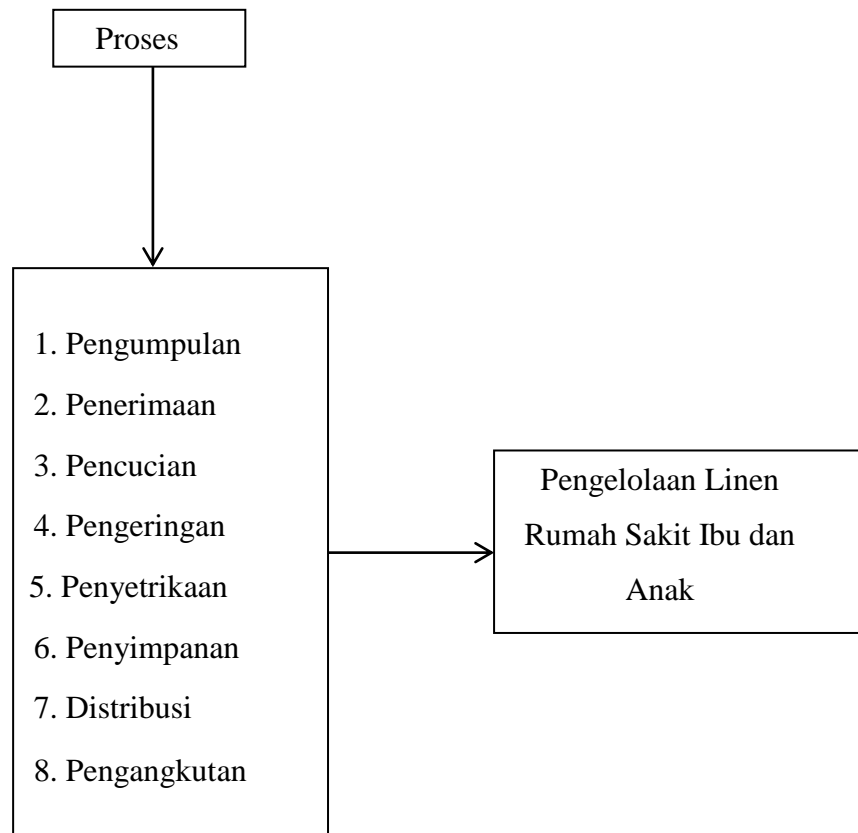 Proses
1. Pengumpulan
2. Penerimaan
3. Pencucian
4. Pengeringan
5. Penyetrikaan
6. Penyimpanan
7. Distribusi
8. Pengangkutan
Pengelolaan Linen
Rumah Sakit Ibu dan
Anak